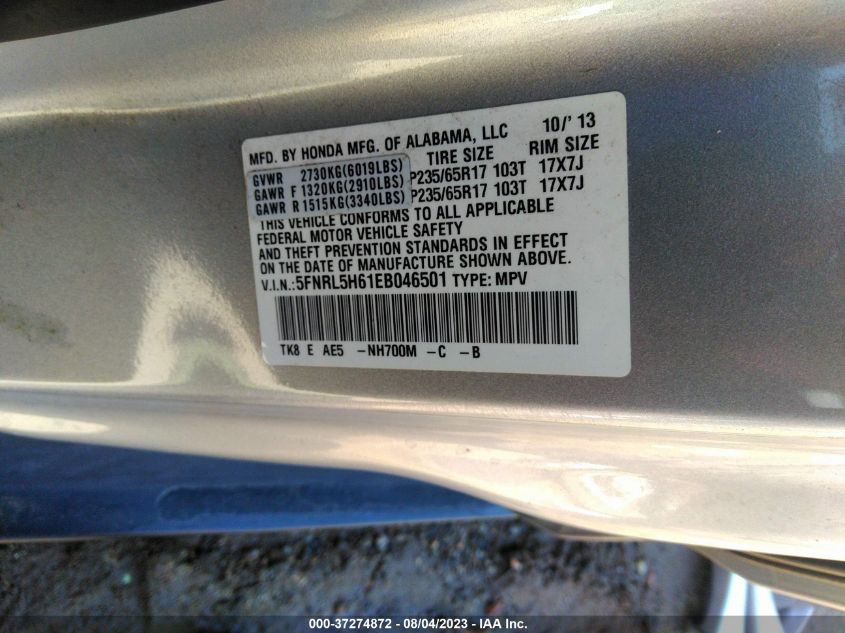 MFD. BY HONDA MFG. OF ALABAMA, LLC 10/'13
TIRE SIZE RIM SIZE
GVWR 2730KG(6019LBS)
GAWR F 1320KG(2910LBS) P235/65R17 103T 17X7J
GAWR R 1515KG(3340LBS) P235/65R17 103T 17X7J
THIS VEHICLE CONFORMS TO ALL APPLICABLE
FEDERAL MOTOR VEHICLE SAFETY
AND THEFT PREVENTION STANDARDS IN EFFECT
ON THE DATE OF MANUFACTURE SHOWN ABOVE.
V.I.N.:5FNRL5H61EB046501 TYPE: MPV
TK8 E AE5 -NH700M -C -B
000-37274872 - 08/04/2023 - IAA Inc.